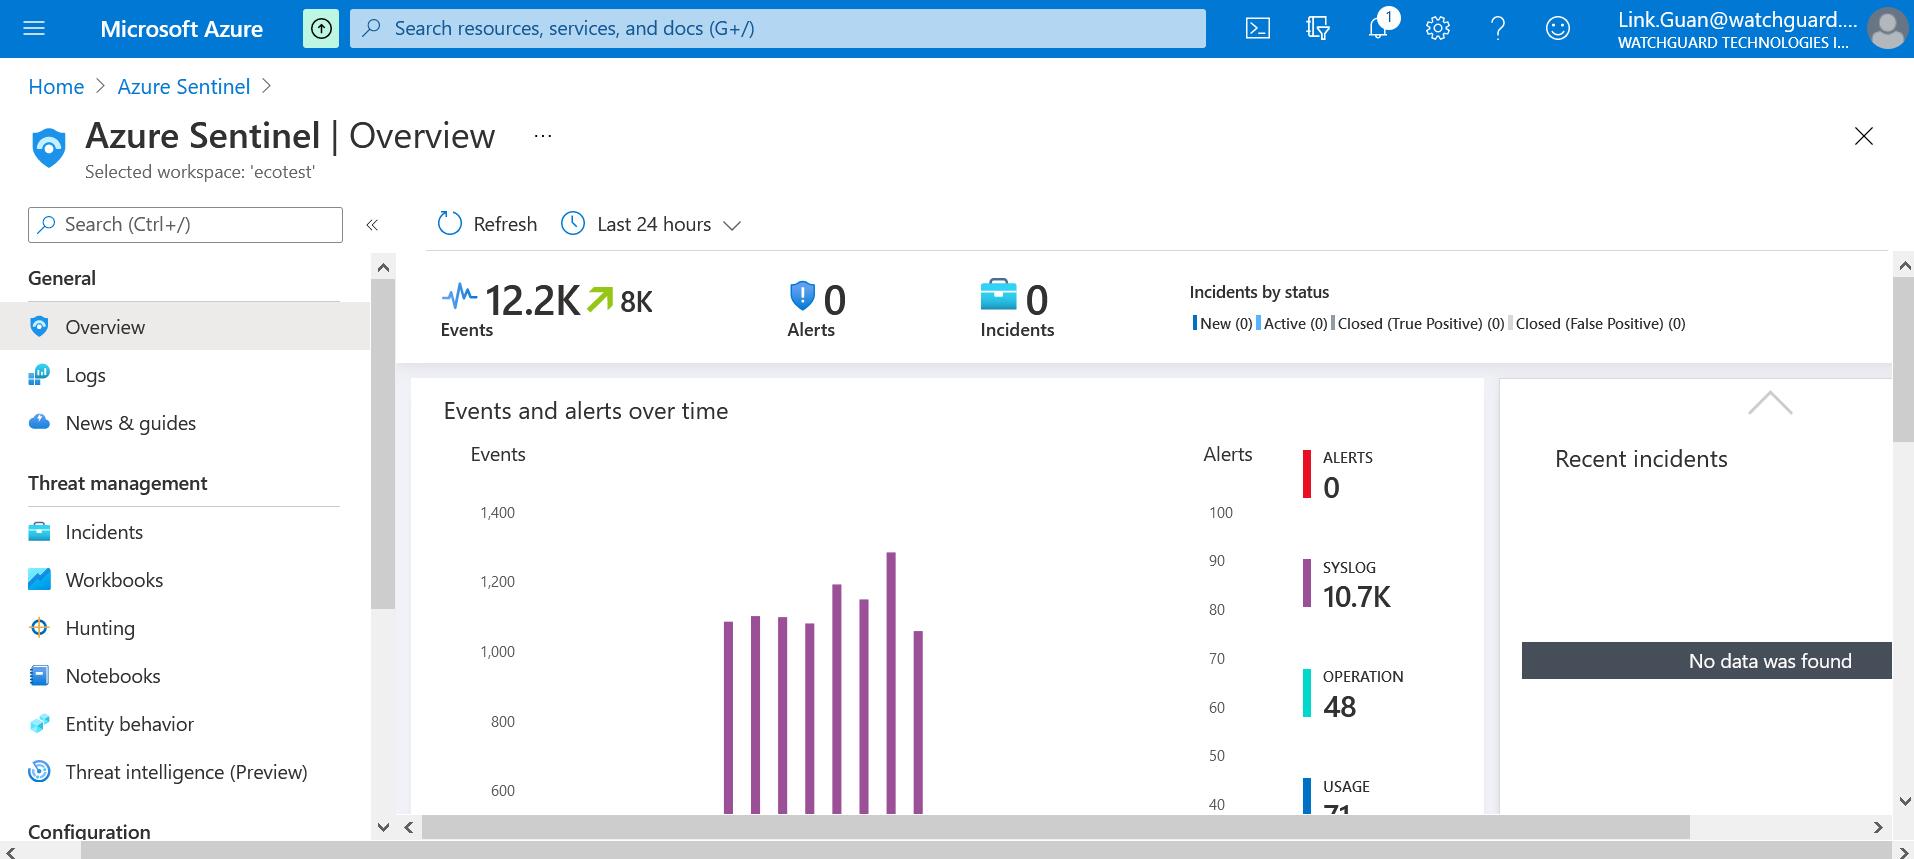 Microsoft Azure
Search resources, services, and docs (G+/)
1
Link.Guan@watchguard....
WATCHGUARD TECHNOLOGIES I...
Home > Azure Sentinel >
Azure Sentinel | Overview ...
Selected workspace: 'ecotest'
Search (Ctrl+/)
«
Refresh
Last 24 hours
General
Overview
Logs
News & guides
Threat management
Incidents
Workbooks
Hunting
Notebooks
Entity behavior
Threat intelligence (Preview)
Configuration
12.2K 8K
Events
0
Alerts
0
Incidents
Incidents by status
New (0) Active (0) Closed (True Positive) (0) Closed (False Positive) (0)
Events and alerts over time
Events
1,400
1,200
1,000
800
600
Alerts
100
90
80
70
60
50
40
ALERTS
0
SYSLOG
10.7K
OPERATION
48
USAGE
71
Recent incidents
No data was found